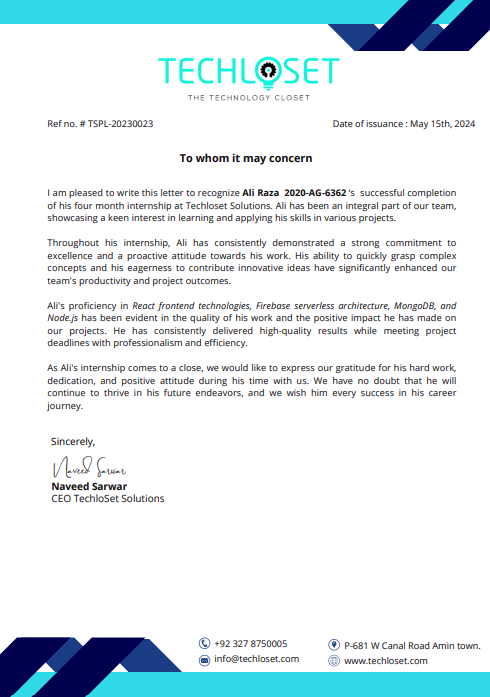 TECHLOSET
THE TECHNOLOGY CLOSET
Ref no. # TSPL-20230023
Date of issuance : May 15th, 2024
To whom it may concern
I am pleased to write this letter to recognize Ali Raza 2020-AG-6362 's successful completion
of his four month internship at Techloset Solutions. Ali has been an integral part of our team,
showcasing a keen interest in learning and applying his skills in various projects.
Throughout his internship, Ali has consistently demonstrated a strong commitment to
excellence and a proactive attitude towards his work. His ability to quickly grasp complex
concepts and his eagerness to contribute innovative ideas have significantly enhanced our
team's productivity and project outcomes.
Ali's proficiency in React frontend technologies, Firebase serverless architecture, MongoDB, and
Node.js has been evident in the quality of his work and the positive impact he has made on
our projects. He has consistently delivered high-quality results while meeting project
deadlines with professionalism and efficiency.
As Ali's internship comes to a close, we would like to express our gratitude for his hard work,
dedication, and positive attitude during his time with us. We have no doubt that he will
continue to thrive in his future endeavors, and we wish him every success in his career
journey.
Sincerely,
Naveed Sarwar
Naveed Sarwar
CEO TechloSet Solutions
+92 327 8750005
P-681 W Canal Road Amin town.
info@techloset.com
www.techloset.com